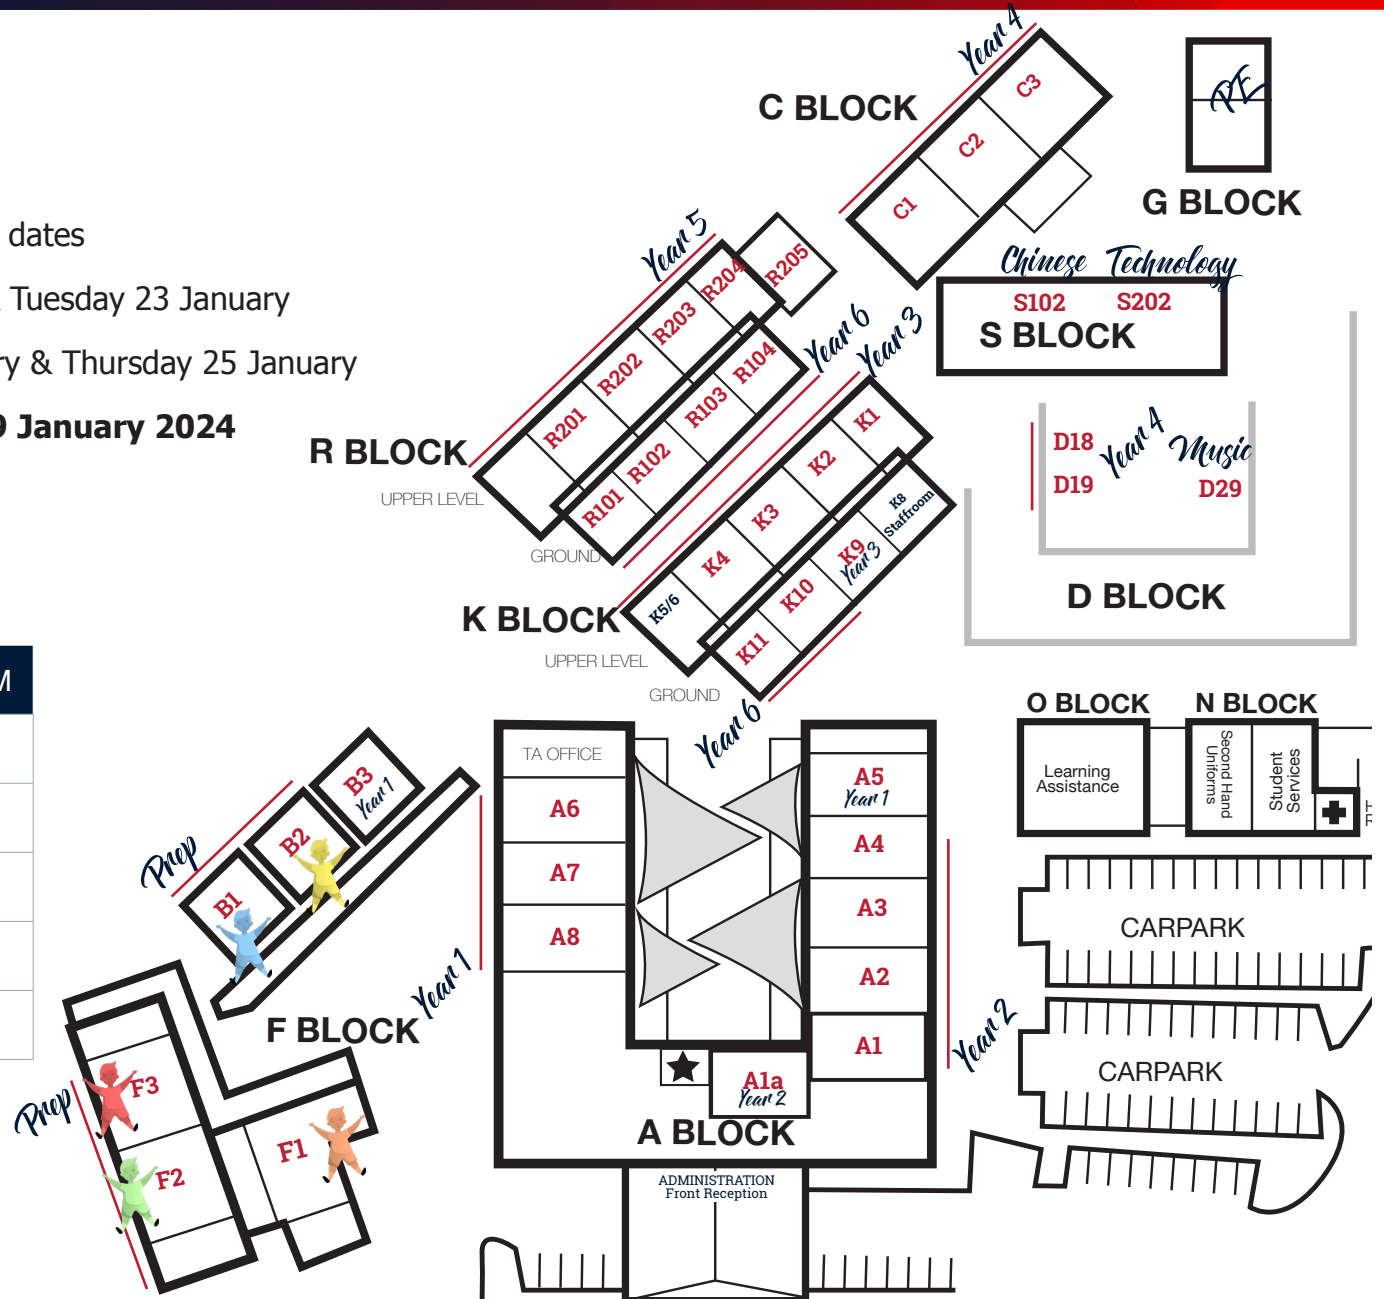 dates
Tuesday 23 January
ry & Thursday 25 January
9 January 2024
M
Year 4
C BLOCK
C3
C2
C1
PE
G BLOCK
Year 5
R205
R204
R203
R202
R201
R BLOCK
UPPER LEVEL
Year 6
R104
R103
R102
R101
GROUND
Chinese Technology
S102 S202
S BLOCK
Year 3
K1
K2
K3
K4
K5/6
K BLOCK
UPPER LEVEL
K8
Staffroom
K9
Year 3
K10
K11
GROUND
Year 6
D18
D19
Year 4
Music
D29
D BLOCK
O BLOCK
Learning
Assistance
N BLOCK
Second Hand
Uniforms
Student
Services
CARPARK
CARPARK
TA OFFICE
A6
A7
A8
Year 1
A5
Year 1
A4
A3
A2
A1
Year 2
A1a
Year 2
A BLOCK
ADMINISTRATION
Front Reception
B3
Year 1
B2
B1
Prep
F BLOCK
F3
F2
F1
Prep